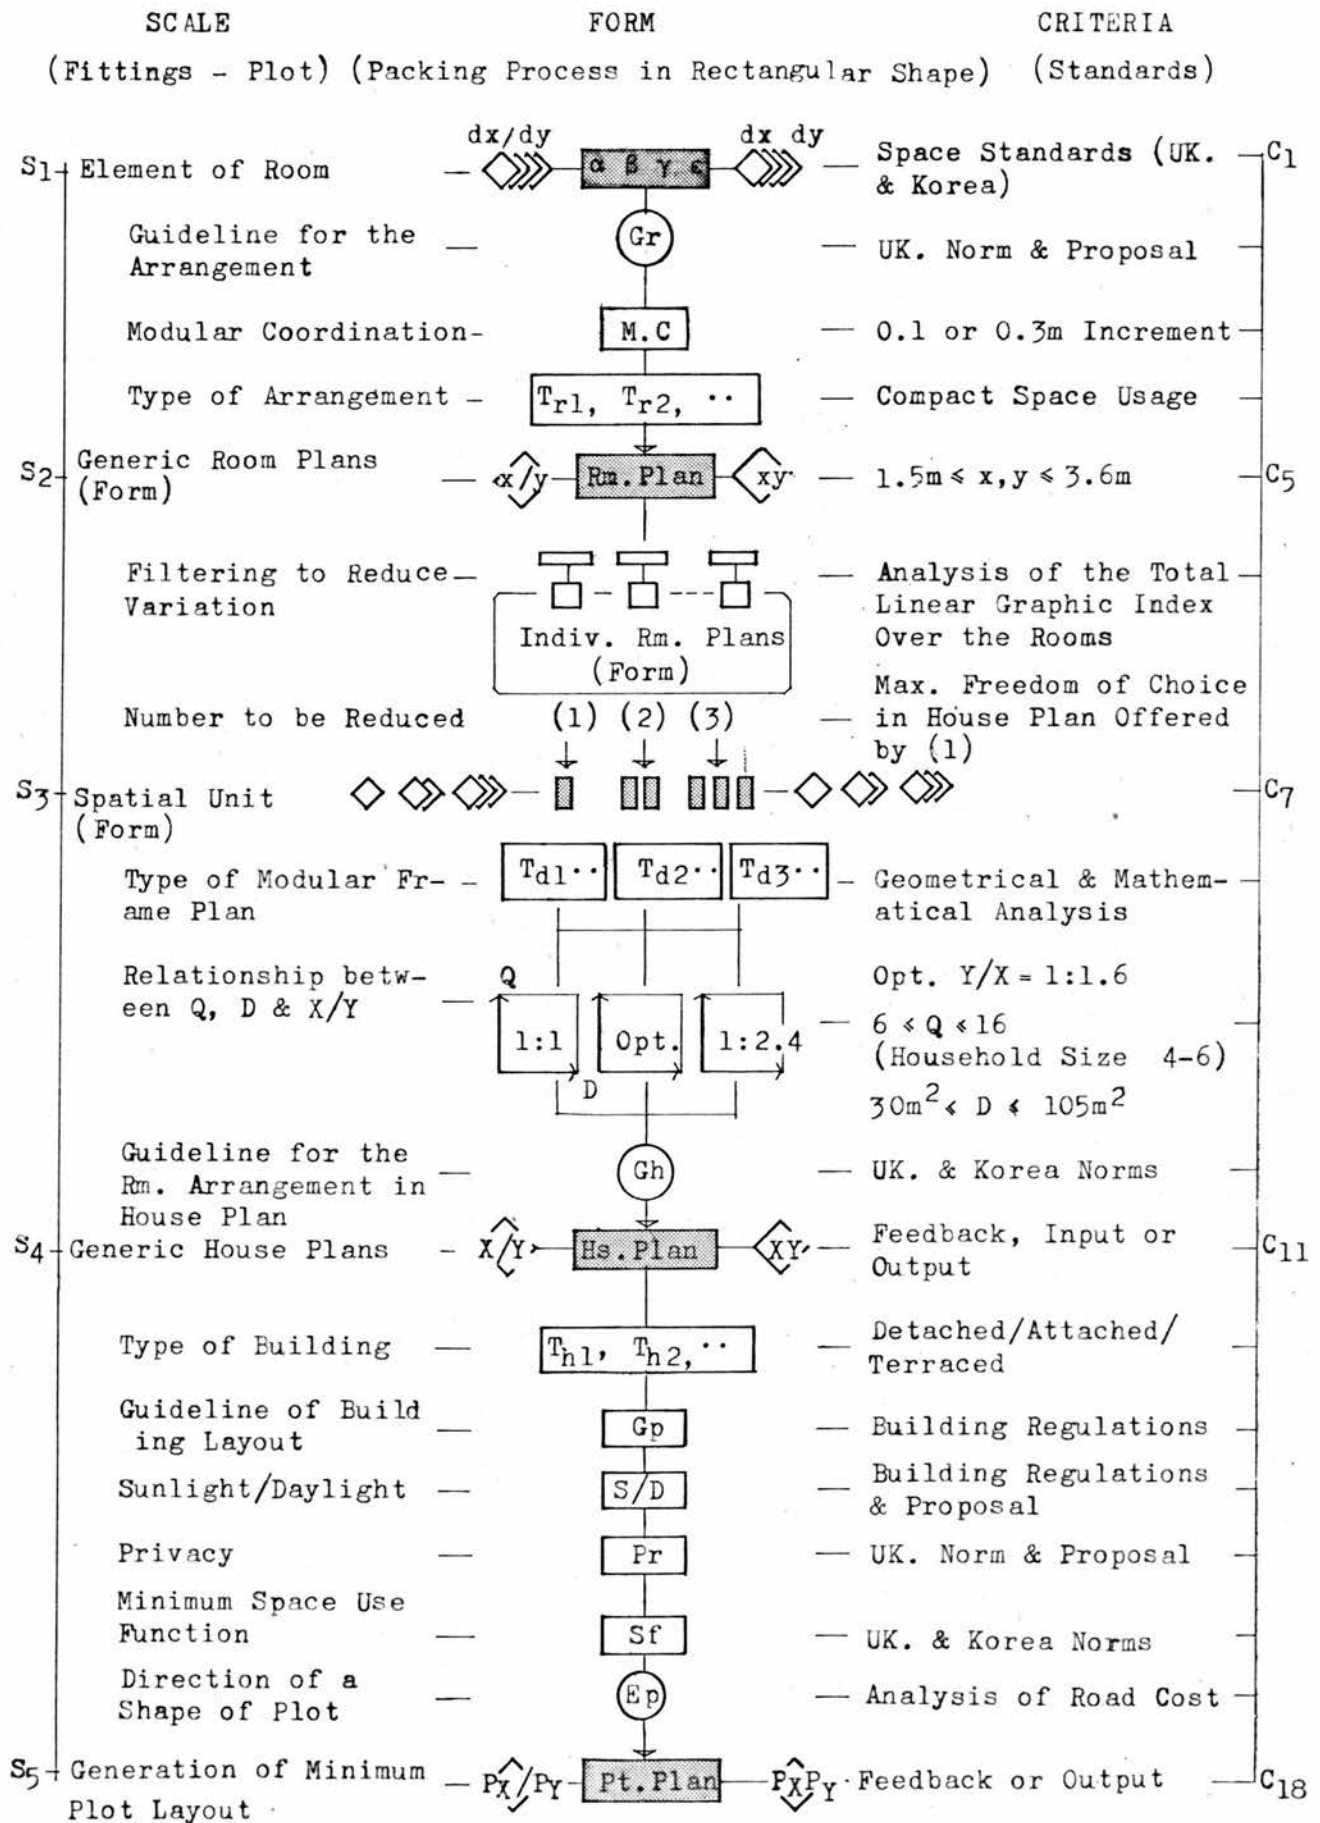 SCALE FORM CRITERIA
(Fittings - Plot) (Packing Process in Rectangular Shape) (Standards)
dx/dy dx dy
S1 Element of Room α β γ ε Space Standards (UK. C1
& Korea)
Guideline for the
Arrangement Gr UK. Norm & Proposal
Modular Coordination- M.C 0.1 or 0.3m Increment
Type of Arrangement Tr1, Tr2, ·· Compact Space Usage
S2 Generic Room Plans
(Form) x/y Rm.Plan xy 1.5m ≤ x,y ≤ 3.6m C5
Filtering to Reduce
Variation
Analysis of the Total
Linear Graphic Index
Over the Rooms
Indiv. Rm. Plans
(Form)
Number to be Reduced (1) (2) (3)
Max. Freedom of Choice
in House Plan Offered
by (1)
S3 Spatial Unit
(Form) C7
Type of Modular Fr-
ame Plan
Td1·· Td2·· Td3··
Geometrical & Mathem-
atical Analysis
Relationship betw-
een Q, D & X/Y
Q
1:1 Opt. 1:2.4
D
Opt. Y/X = 1:1.6
6 ≤ Q ≤ 16
(Household Size 4-6)
30m² ≤ D ≤ 105m²
Guideline for the
Rm. Arrangement in
House Plan
Gh UK. & Korea Norms
S4 Generic House Plans X/Y Hs.Plan XY Feedback, Input or
Output C11
Type of Building Th1, Th2, ·· Detached/Attached/
Terraced
Guideline of Build
ing Layout Gp Building Regulations
Sunlight/Daylight S/D Building Regulations
& Proposal
Privacy Pr UK. Norm & Proposal
Minimum Space Use
Function Sf UK. & Korea Norms
Direction of a
Shape of Plot Ep Analysis of Road Cost
S5 Generation of Minimum
Plot Layout PX/PY Pt.Plan PXPY Feedback or Output C18